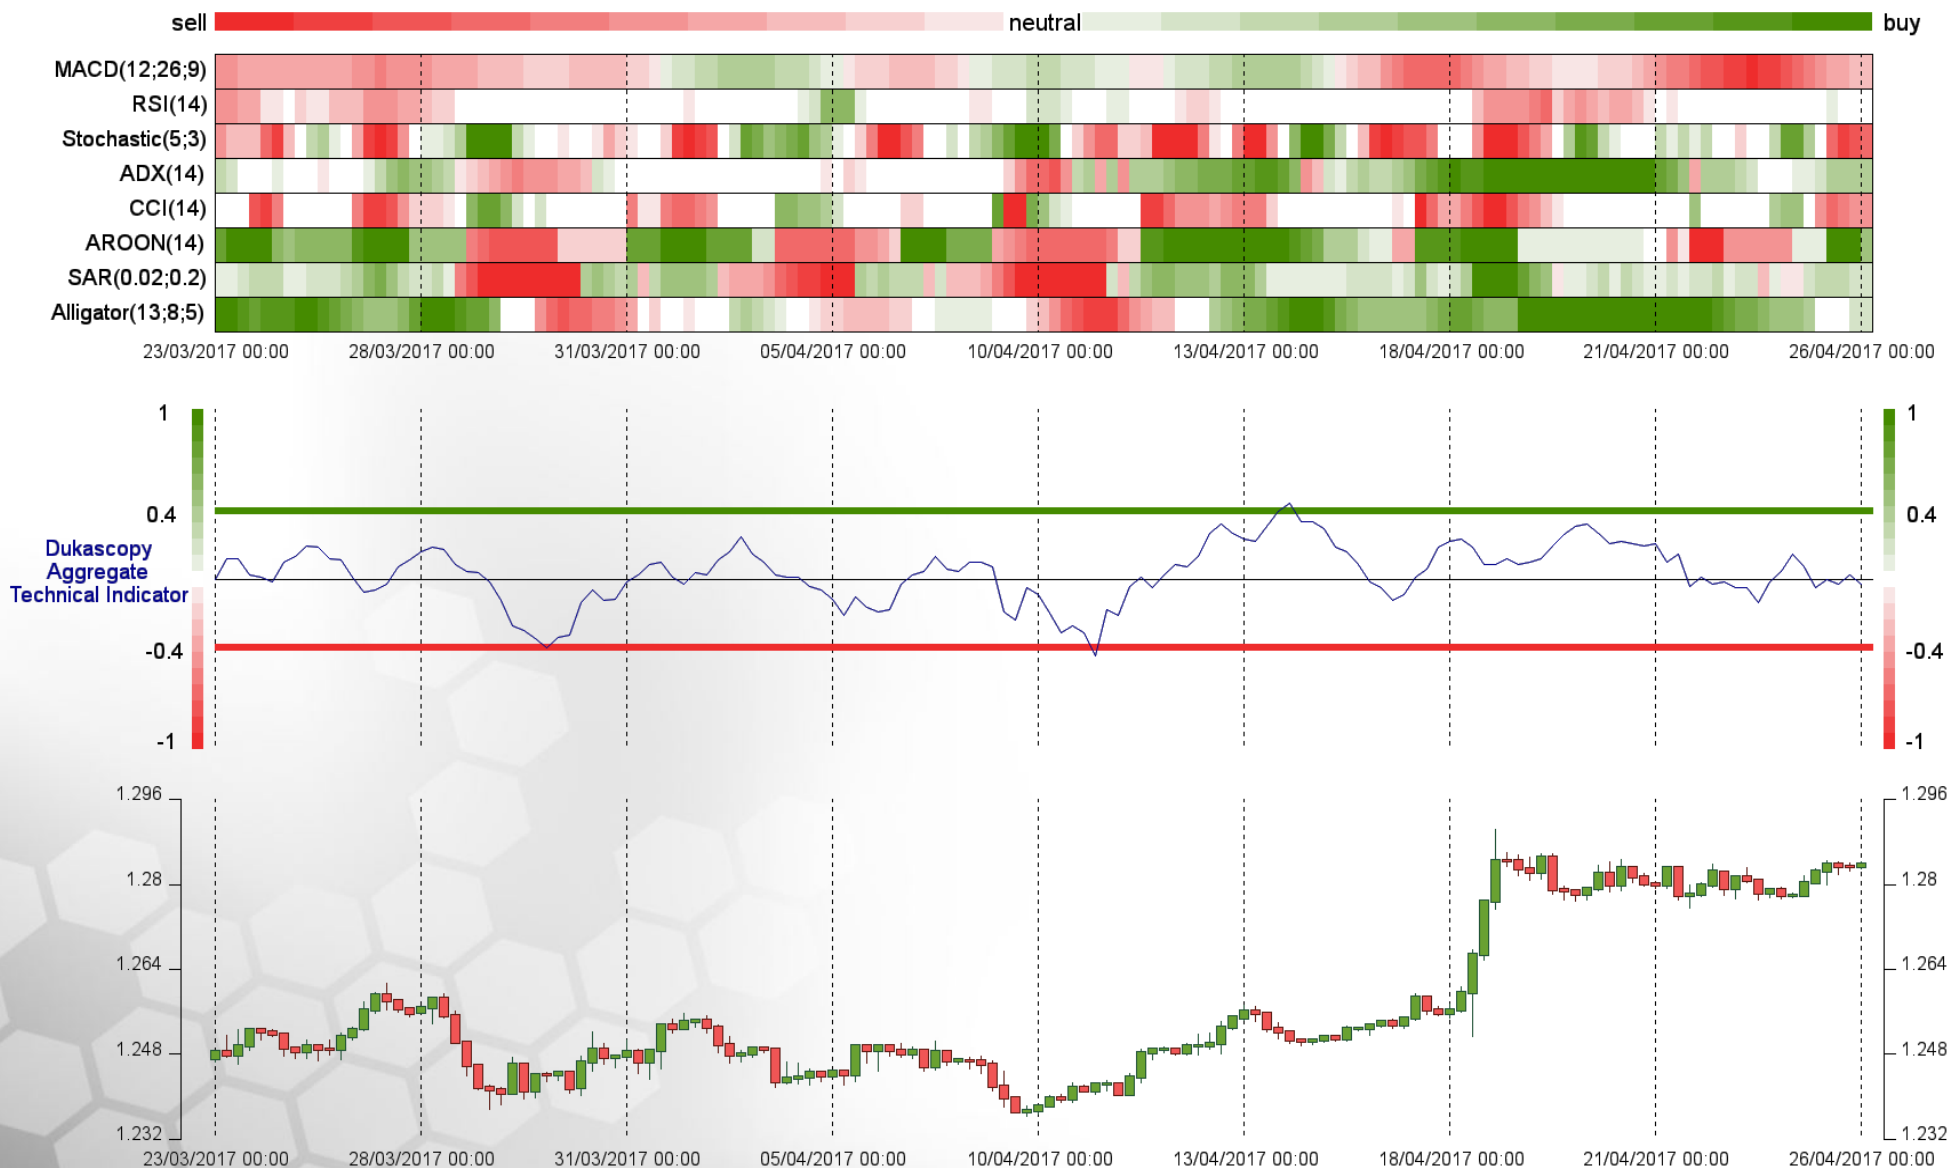 sell neutral buy
MACD(12;26;9)
RSI(14)
Stochastic(5;3)
ADX(14)
CCI(14)
AROON(14)
SAR(0.02;0.2)
Alligator(13;8;5)
23/03/2017 00:00 28/03/2017 00:00 31/03/2017 00:00 05/04/2017 00:00 10/04/2017 00:00 13/04/2017 00:00 18/04/2017 00:00 21/04/2017 00:00 26/04/2017 00:00
1 1
0.4 0.4
Dukascopy
Aggregate
Technical Indicator
-0.4 -0.4
-1 -1
1.296 1.296
1.28 1.28
1.264 1.264
1.248 1.248
1.232 1.232
23/03/2017 00:00 28/03/2017 00:00 31/03/2017 00:00 05/04/2017 00:00 10/04/2017 00:00 13/04/2017 00:00 18/04/2017 00:00 21/04/2017 00:00 26/04/2017 00:00